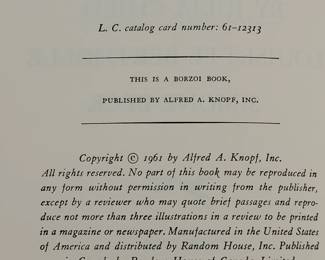 L. C. catalog card number: 61-12313
THIS IS A BORZOI BOOK,
PUBLISHED BY ALFRED A. KNOPF, INC.
Copyright © 1961 by Alfred A. Knopf, Inc.
All rights reserved. No part of this book may be reproduced in
any form without permission in writing from the publisher,
except by a reviewer who may quote brief passages and repro-
duce not more than three illustrations in a review to be printed
in a magazine or newspaper. Manufactured in the United States
of America and distributed by Random House, Inc. Published